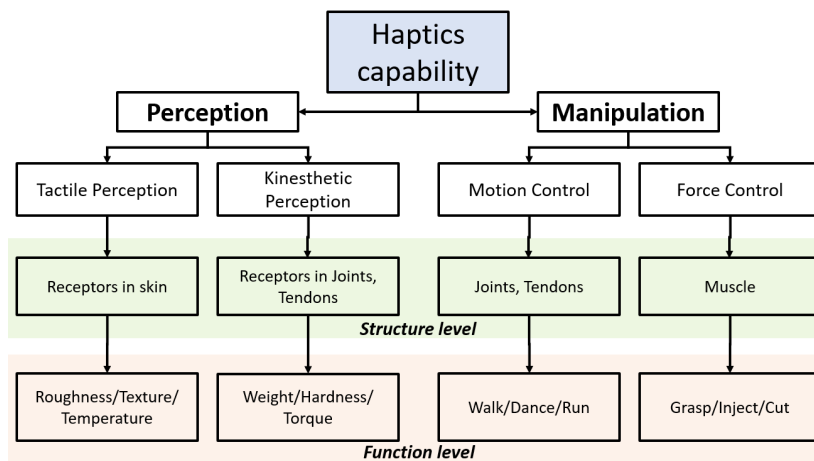 Haptics
capability
Perception
Manipulation
Tactile Perception
Kinesthetic
Perception
Motion Control
Force Control
Receptors in skin
Receptors in Joints,
Tendons
Joints, Tendons
Muscle
Structure level
Roughness/Texture/
Temperature
Weight/Hardness/
Torque
Walk/Dance/Run
Grasp/Inject/Cut
Function level